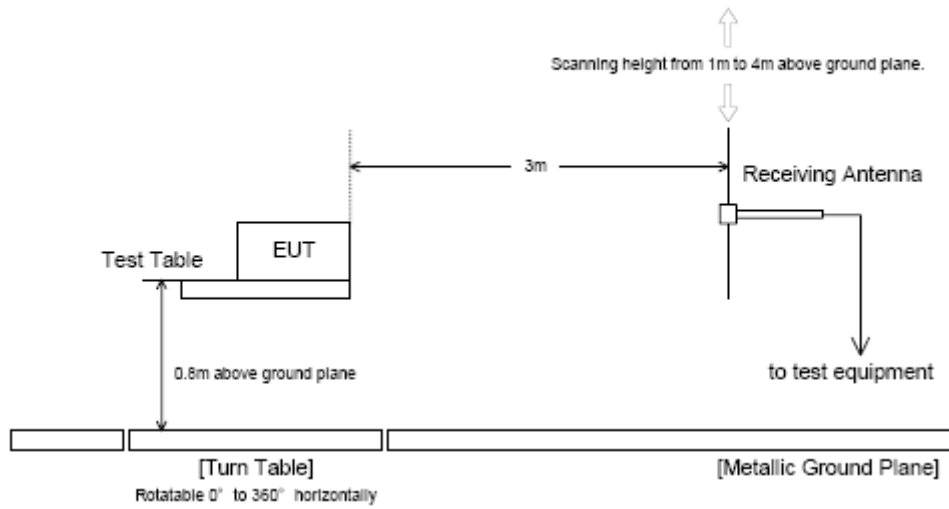 Scanning height from 1m to 4m above ground plane.
3m
Receiving Antenna
EUT
Test Table
0.8m above ground plane
to test equipment
[Turn Table]
[Metallic Ground Plane]
Rotatable 0° to 360° horizontally